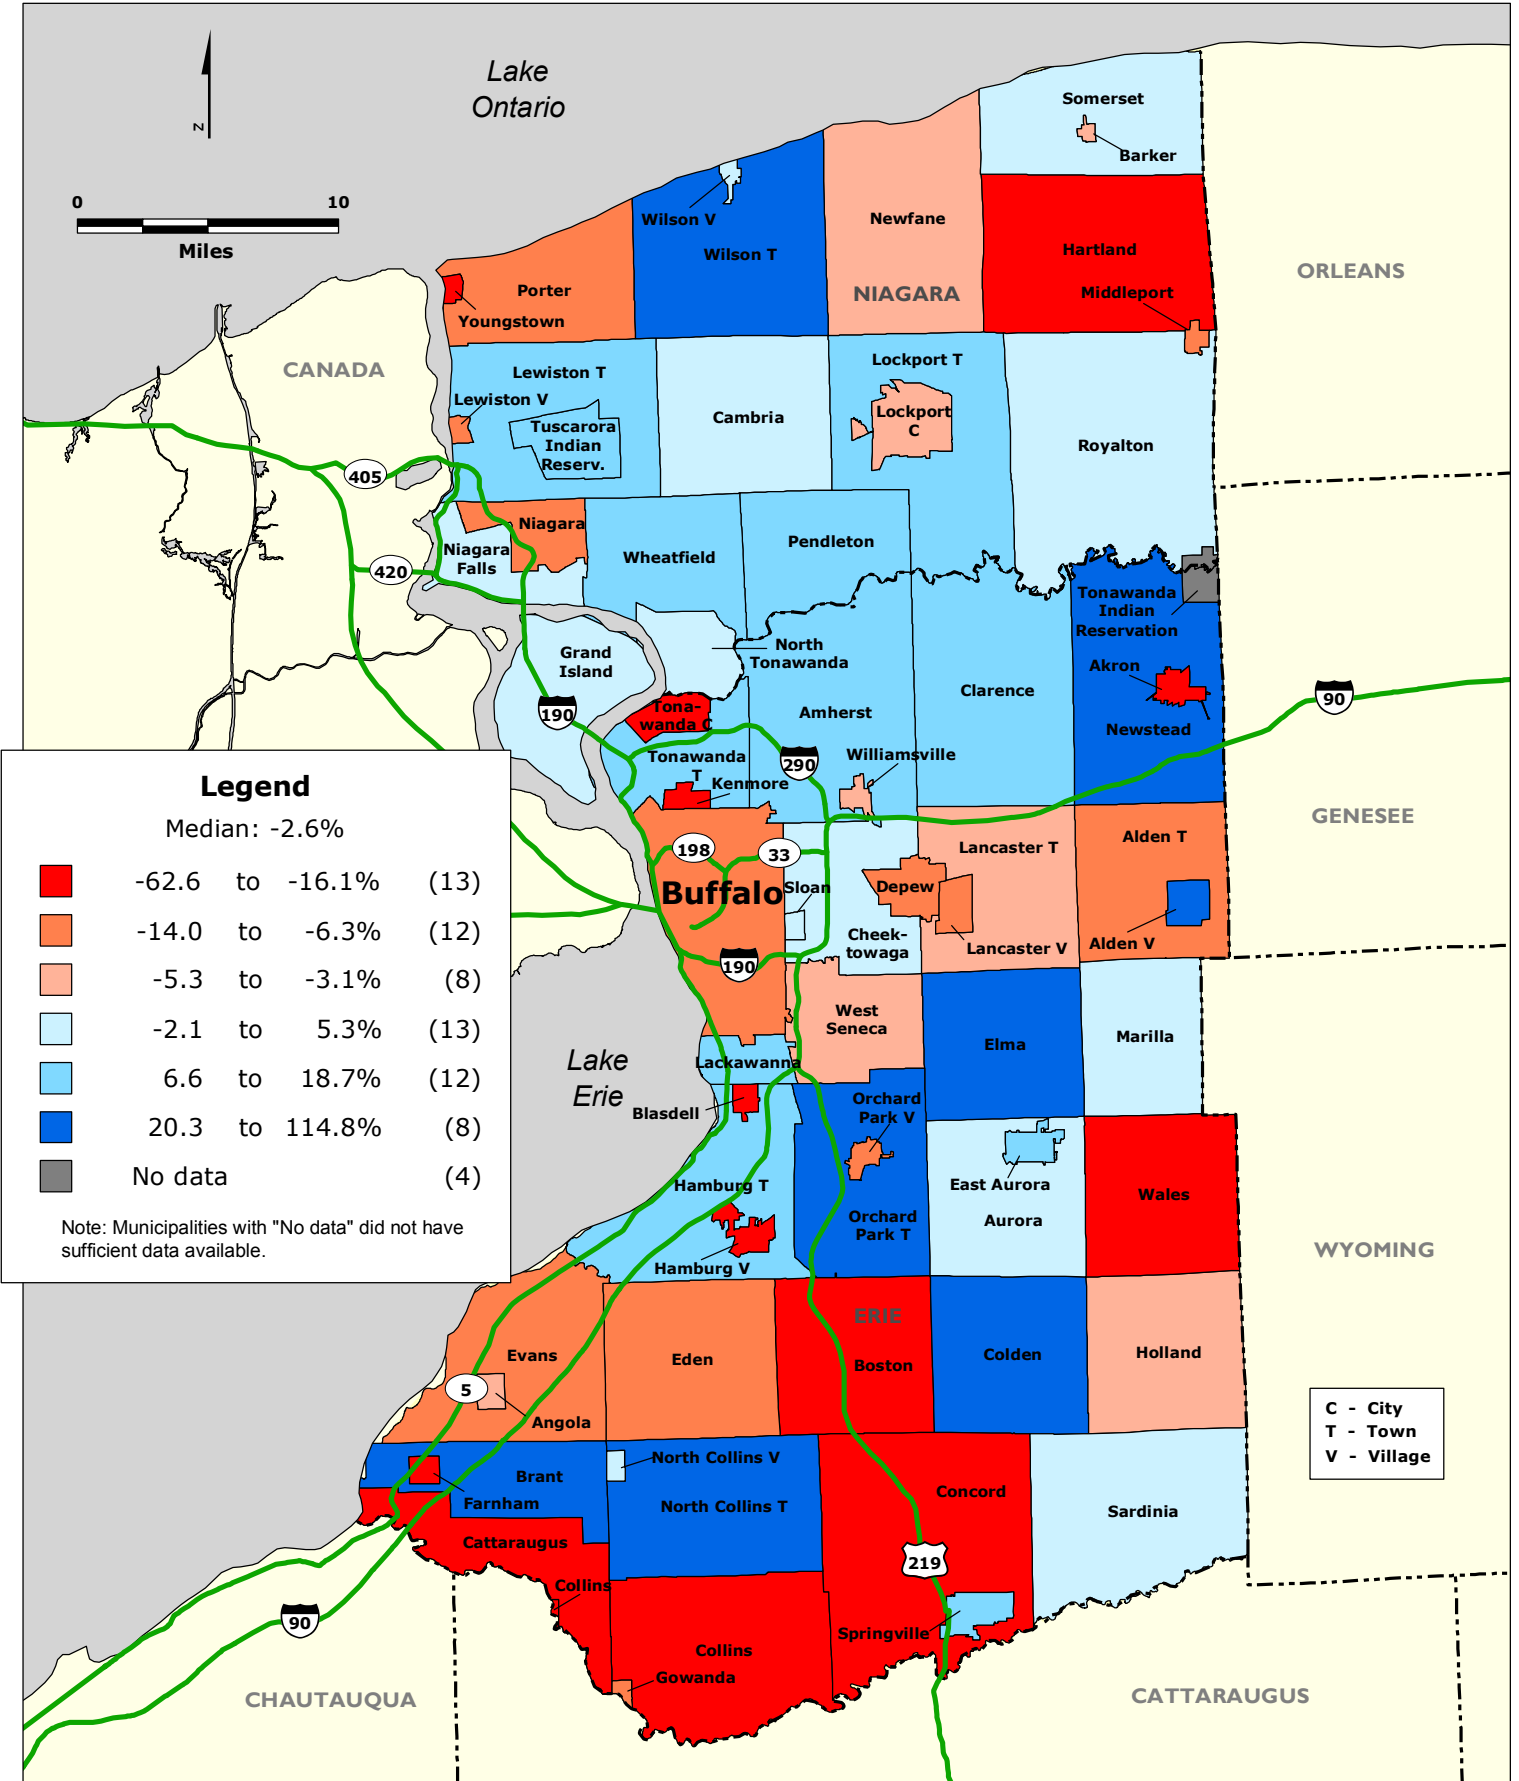 Lake
Ontario
N
0 10
Miles
Somerset
Barker
Wilson V
Wilson T
Newfane
Hartland
NIAGARA
Middleport
ORLEANS
Porter
Youngstown
CANADA
Lewiston T
Lewiston V
Tuscarora
Indian
Reserv.
Cambria
Lockport T
Lockport
C
Royalton
405
Niagara
Niagara
Falls
420
Wheatfield
Pendleton
Tonawanda
Indian
Reservation
Grand
Island
North
Tonawanda
Akron
Clarence
190
Tona-
wanda C
Amherst
Newstead
90
Tonawanda
T
Kenmore
290
Williamsville
GENESEE
Legend
Median: -2.6%
-62.6 to -16.1% (13)
-14.0 to -6.3% (12)
-5.3 to -3.1% (8)
-2.1 to 5.3% (13)
6.6 to 18.7% (12)
20.3 to 114.8% (8)
No data (4)
Note: Municipalities with "No data" did not have
sufficient data available.
198
33
Buffalo
Sloan
Depew
Lancaster T
Alden T
Cheek-
towaga
Lancaster V
Alden V
190
West
Seneca
Elma
Marilla
Lake
Erie
Lackawanna
Blasdell
Orchard
Park V
Hamburg T
East Aurora
Aurora
Wales
Orchard
Park T
Hamburg V
WYOMING
ERIE
Evans
Eden
Boston
Colden
Holland
5
Angola
C - City
T - Town
V - Village
North Collins V
Brant
Farnham
North Collins T
Concord
Sardinia
Cattaraugus
219
Collins
90
Springville
Collins
Gowanda
CHAUTAUQUA
CATTARAUGUS